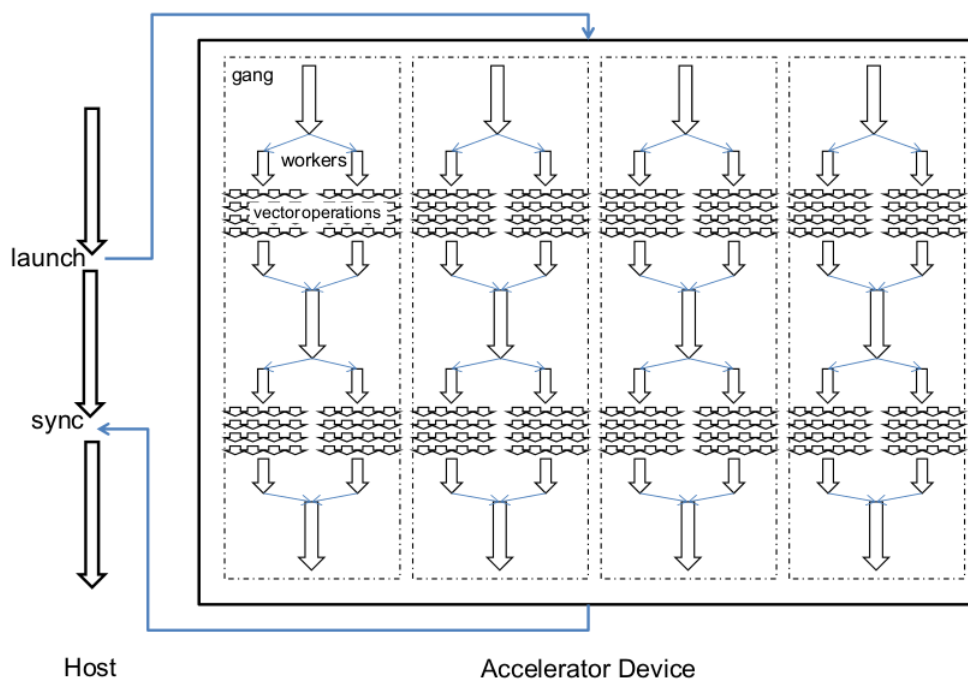 gang
workers
vector operations
launch
sync
Host
Accelerator Device